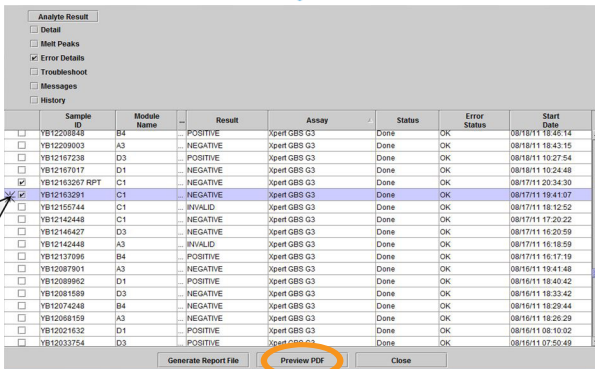 Analyte Result
Detail
Melt Peaks
Error Details
Troubleshoot
Messages
History
Sample ID Module Name ... Result Assay Status Error Status Start Date
YB12208848 B4 ... POSITIVE Xpert GBS G3 Done OK 08/18/11 18:46:14
YB12209003 A3 ... NEGATIVE Xpert GBS G3 Done OK 08/18/11 18:43:15
YB12167238 D3 ... POSITIVE Xpert GBS G3 Done OK 08/18/11 10:27:54
YB12167017 D1 ... NEGATIVE Xpert GBS G3 Done OK 08/18/11 10:24:48
YB12163267 RPT C1 ... NEGATIVE Xpert GBS G3 Done OK 08/17/11 20:34:30
YB12163291 C1 ... NEGATIVE Xpert GBS G3 Done OK 08/17/11 19:41:07
YB12155744 C1 ... INVALID Xpert GBS G3 Done OK 08/17/11 18:12:52
YB12142448 C1 ... NEGATIVE Xpert GBS G3 Done OK 08/17/11 17:20:22
YB12146427 D3 ... NEGATIVE Xpert GBS G3 Done OK 08/17/11 16:20:59
YB12142448 A3 ... INVALID Xpert GBS G3 Done OK 08/17/11 16:18:59
YB12137096 B4 ... POSITIVE Xpert GBS G3 Done OK 08/17/11 16:17:19
YB12087901 A3 ... NEGATIVE Xpert GBS G3 Done OK 08/16/11 19:41:48
YB12089962 D1 ... POSITIVE Xpert GBS G3 Done OK 08/16/11 18:40:42
YB12081589 D3 ... NEGATIVE Xpert GBS G3 Done OK 08/16/11 18:33:42
YB12074248 B4 ... NEGATIVE Xpert GBS G3 Done OK 08/16/11 18:29:44
YB12068159 A3 ... NEGATIVE Xpert GBS G3 Done OK 08/16/11 18:26:29
YB12021632 D1 ... POSITIVE Xpert GBS G3 Done OK 08/16/11 08:10:02
YB12033754 D3 ... POSITIVE Xpert GBS G3 Done OK 08/16/11 07:50:49
Generate Report File Preview PDF Close